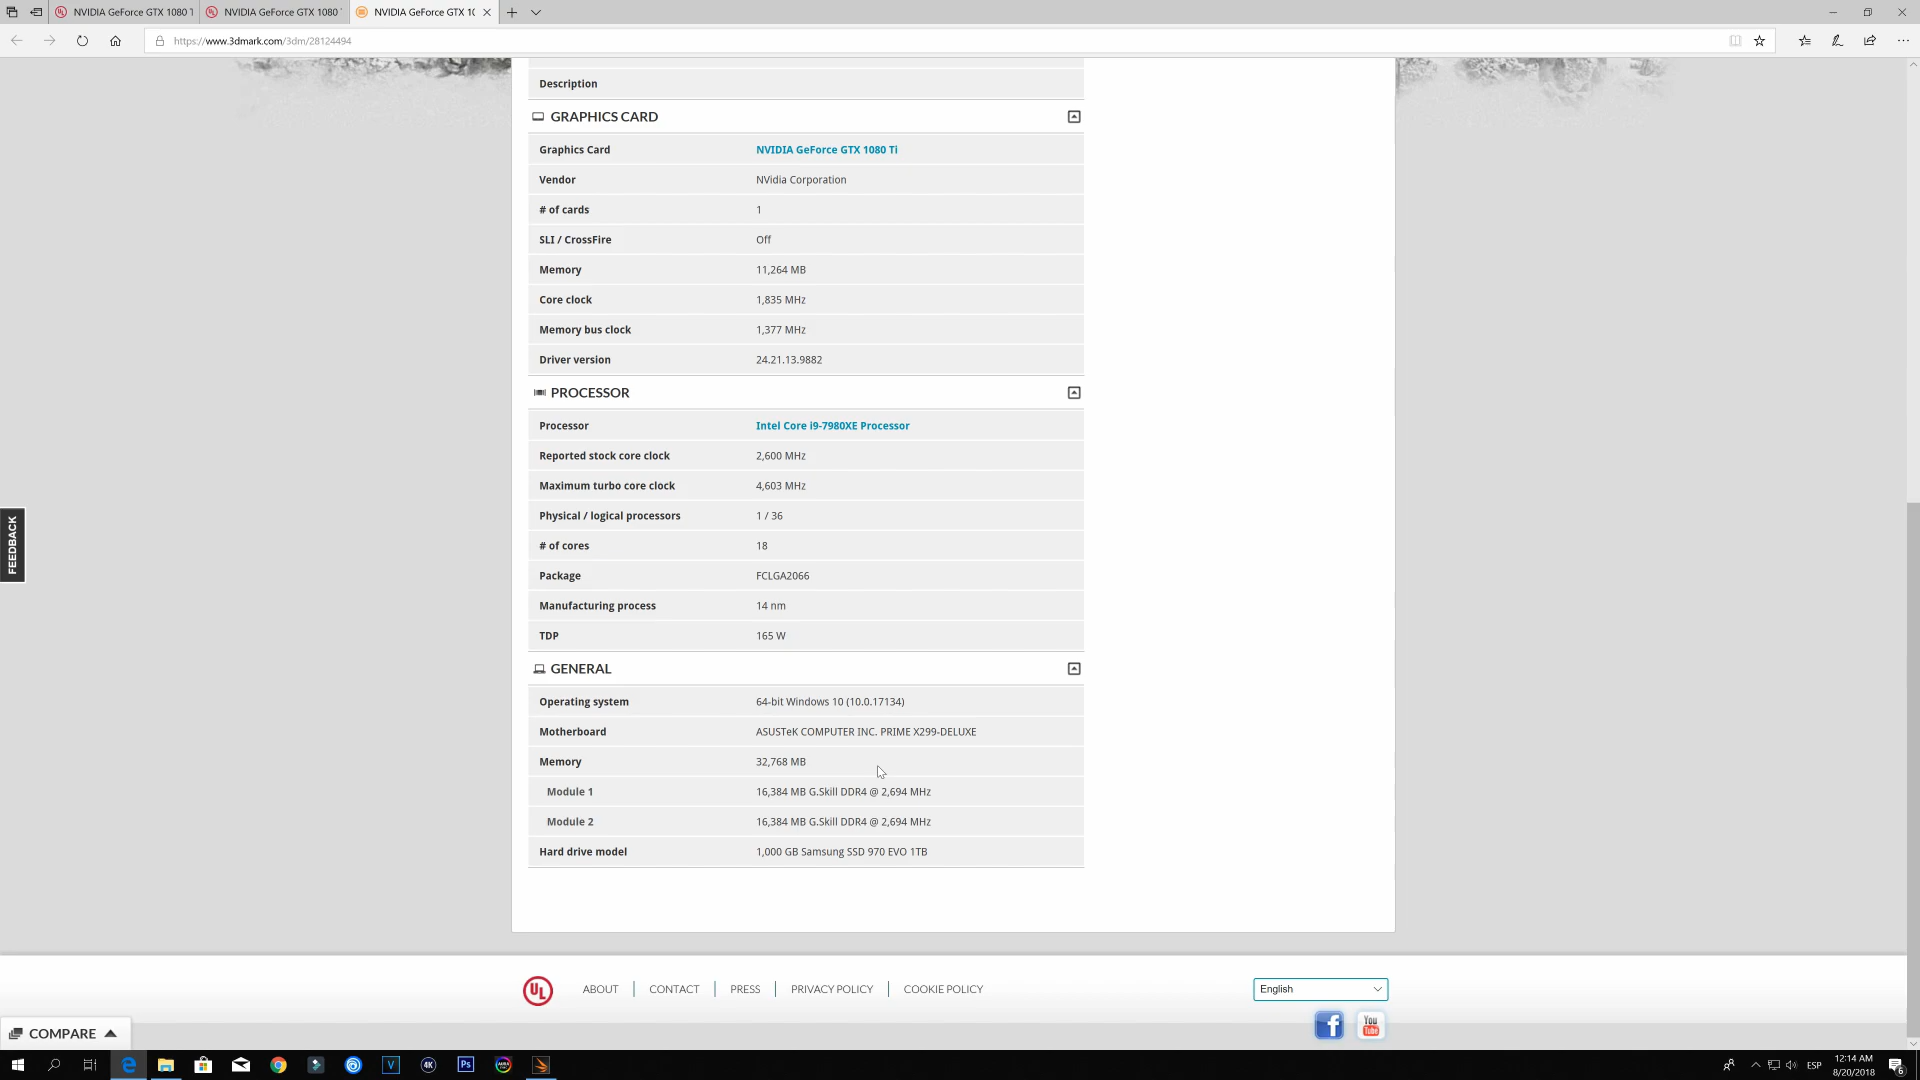 NVIDIA GeForce GTX 1080 T
NVIDIA GeForce GTX 1080
NVIDIA GeForce GTX 10
https://www.3dmark.com/3dm/28124494
Description
GRAPHICS CARD
Graphics Card NVIDIA GeForce GTX 1080 Ti
Vendor NVidia Corporation
# of cards 1
SLI / CrossFire Off
Memory 11,264 MB
Core clock 1,835 MHz
Memory bus clock 1,377 MHz
Driver version 24.21.13.9882
PROCESSOR
Processor Intel Core i9-7980XE Processor
Reported stock core clock 2,600 MHz
Maximum turbo core clock 4,603 MHz
Physical / logical processors 1 / 36
# of cores 18
Package FCLGA2066
Manufacturing process 14 nm
TDP 165 W
GENERAL
Operating system 64-bit Windows 10 (10.0.17134)
Motherboard ASUSTeK COMPUTER INC. PRIME X299-DELUXE
Memory 32,768 MB
Module 1 16,384 MB G.Skill DDR4 @ 2,694 MHz
Module 2 16,384 MB G.Skill DDR4 @ 2,694 MHz
Hard drive model 1,000 GB Samsung SSD 970 EVO 1TB
FEEDBACK
UL ABOUT CONTACT PRESS PRIVACY POLICY COOKIE POLICY English
You Tube
COMPARE
V 4K Ps
ESP
12:14 AM
8/20/2018
6